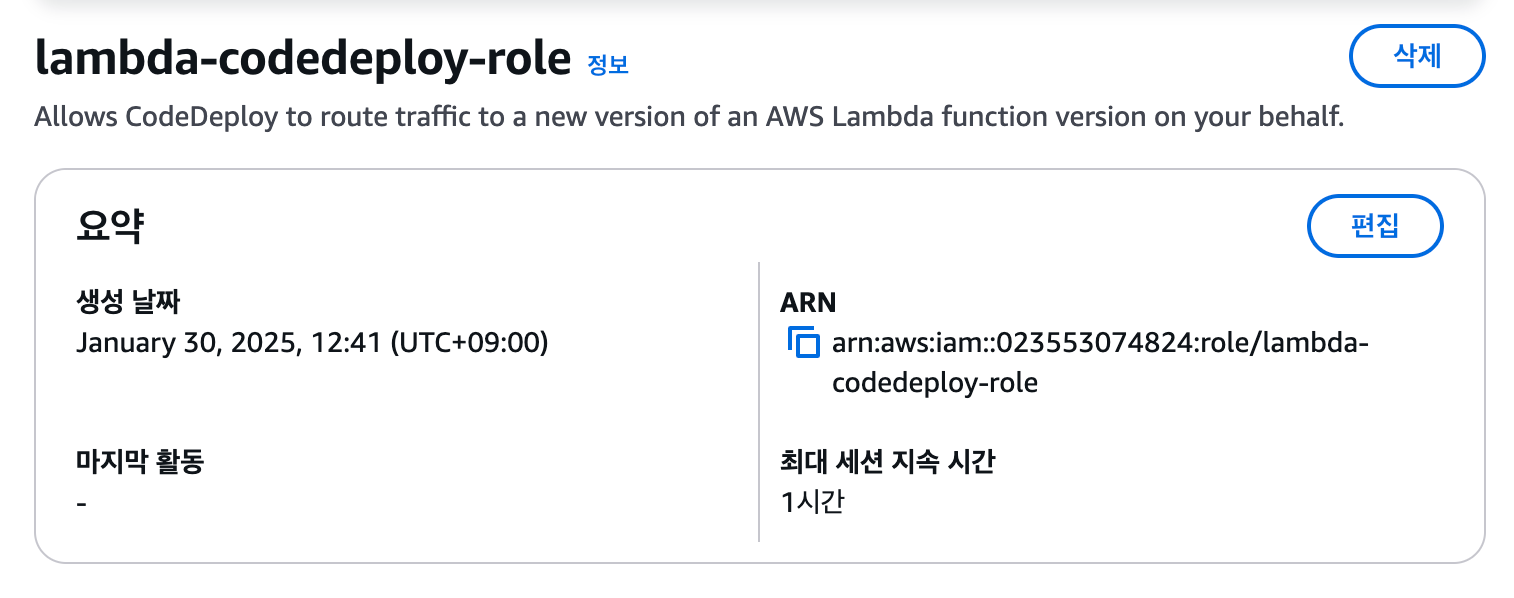 lambda-codedeploy-role 정보
삭제
Allows CodeDeploy to route traffic to a new version of an AWS Lambda function version on your behalf.
요약
편집
생성 날짜
January 30, 2025, 12:41 (UTC+09:00)
ARN
arn:aws:iam::023553074824:role/lambda-
codedeploy-role
마지막 활동
-
최대 세션 지속 시간
1시간